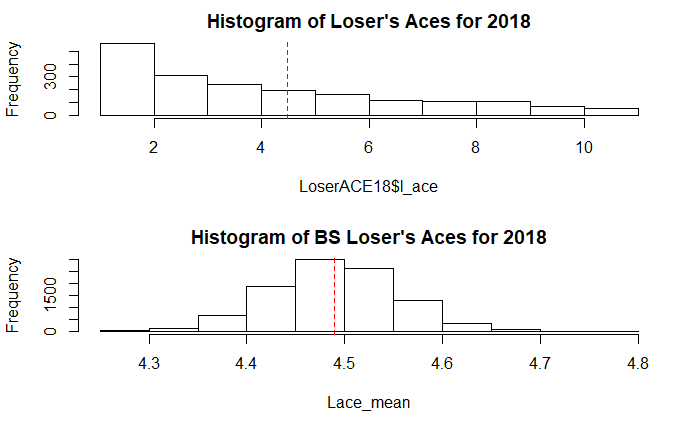 Histogram of Loser's Aces for 2018
Frequency
300
0
2 4 6 8 10
LoserACE18$l_ace
Histogram of BS Loser's Aces for 2018
Frequency
1500
0
4.3 4.4 4.5 4.6 4.7 4.8
Lace_mean